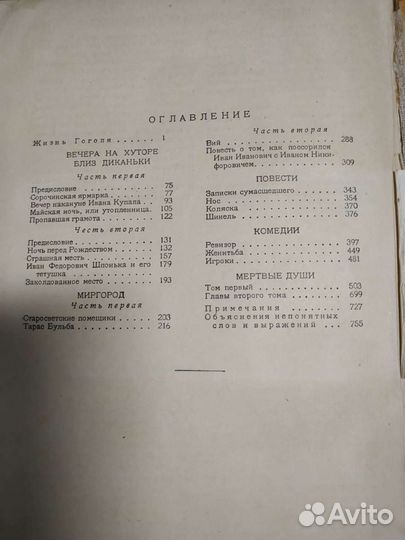 ОГЛАВЛЕНИЕ
Жизнь Гоголя ...... 1
ВЕЧЕРА НА ХУТОРЕ
БЛИЗ ДИКАНЬКИ
Часть первая
Предисловие ..... 75
Сорочинская ярмарка .... 77
Вечер накануне Ивана Купала .. 93
Майская ночь, или утопленница. 105
Пропавшая грамота .... 122
Часть вторая
Предисловие ..... 131
Ночь перед Рождеством ... 132
Страшная месть ..... 157
Иван Федорович Шпонька и его 179
тетушка .....
Заколдованное место ... 193
МИРГОРОД
Часть первая
Старосветские помещики ... 203
Тарас Бульба ..... 216
Часть вторая
Вий ..... 288
Повесть о том, как поссорился
Иван Иванович с Иваном Ники-
форовичем ..... 309
ПОВЕСТИ
Записки сумасшедшего .... 343
Нос ..... 354
Коляска ..... 370
Шинель ..... 376
КОМЕДИИ
Ревизор ..... 397
Женитьба ..... 449
Игроки ..... 481
МЕРТВЫЕ ДУШИ
Том первый ..... 503
Главы второго тома .... 699
Примечания .... 727
Объяснения непонятных
слов и выражений ... 755
Avito